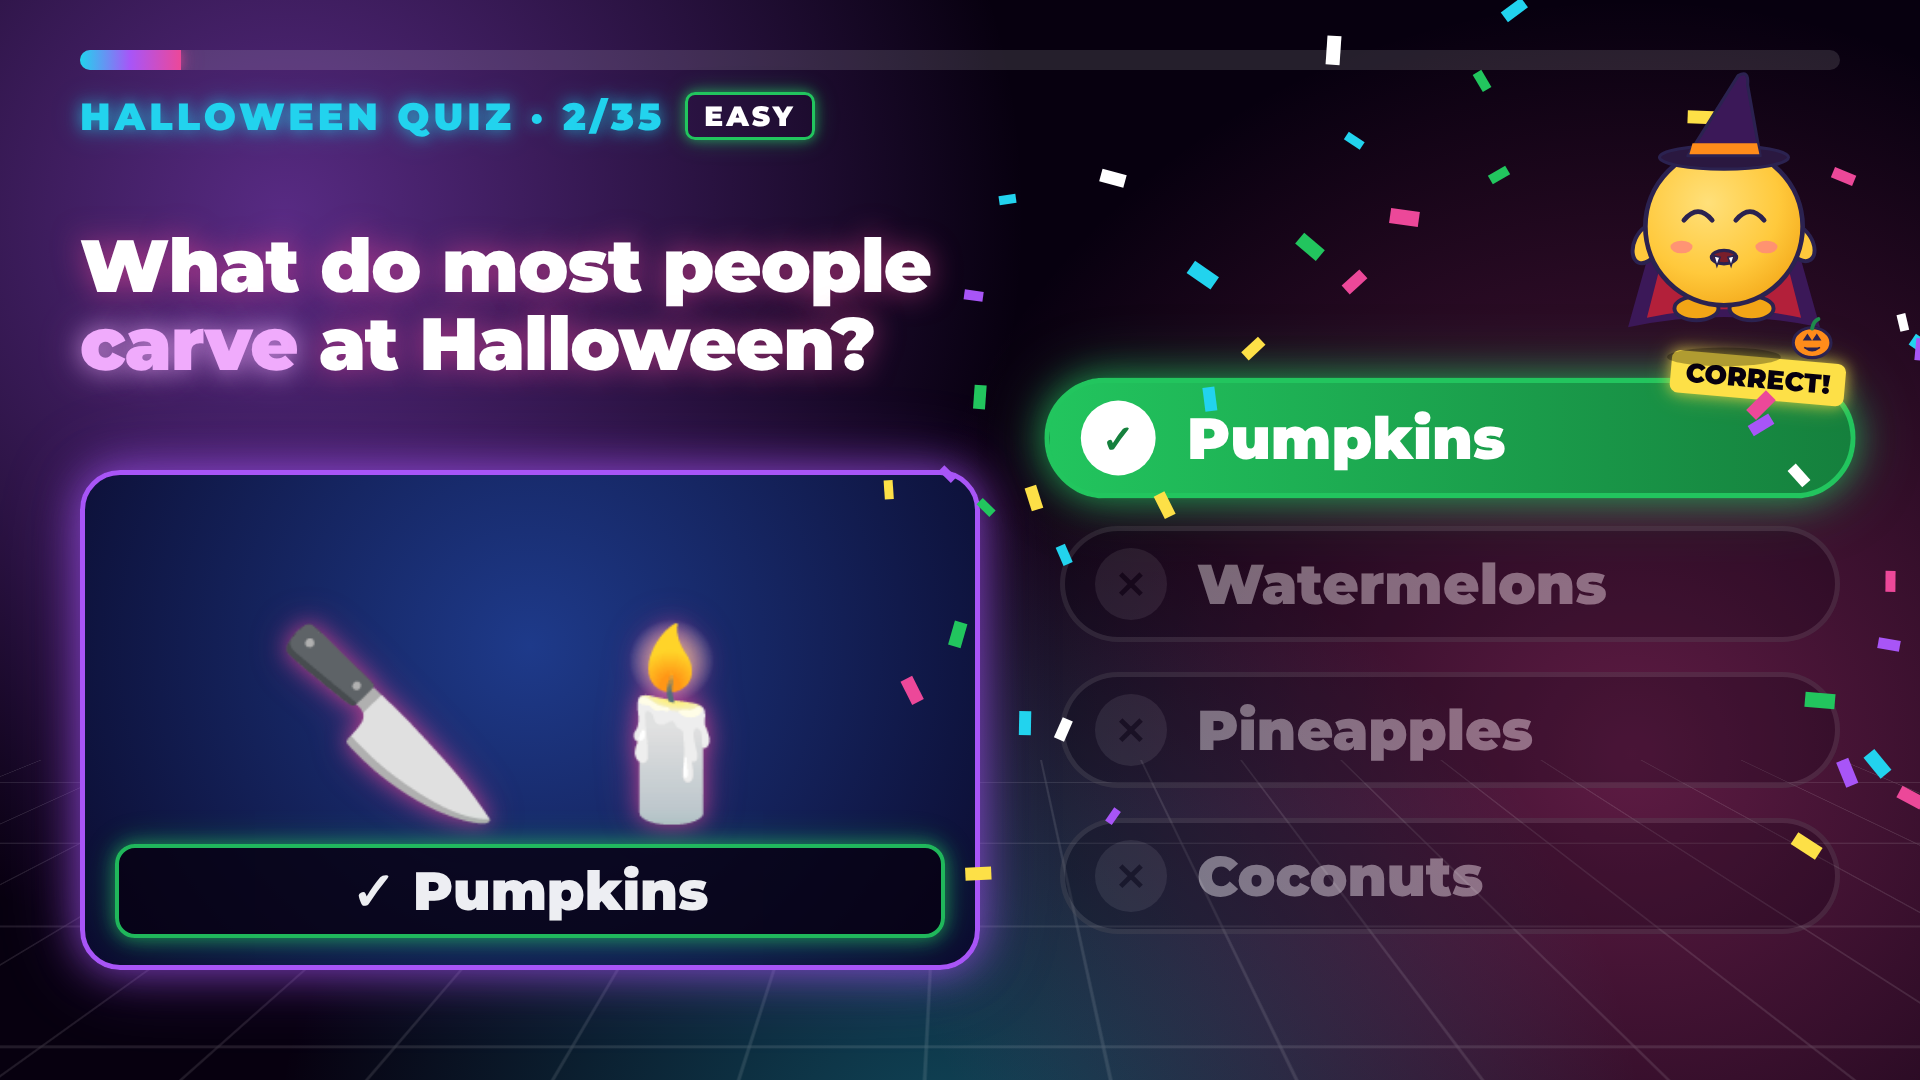 HALLOWEEN QUIZ · 2/35 EASY
What do most people
carve at Halloween?
✓ Pumpkins
CORRECT!
✓ Pumpkins
✕ Watermelons
✕ Pineapples
✕ Coconuts